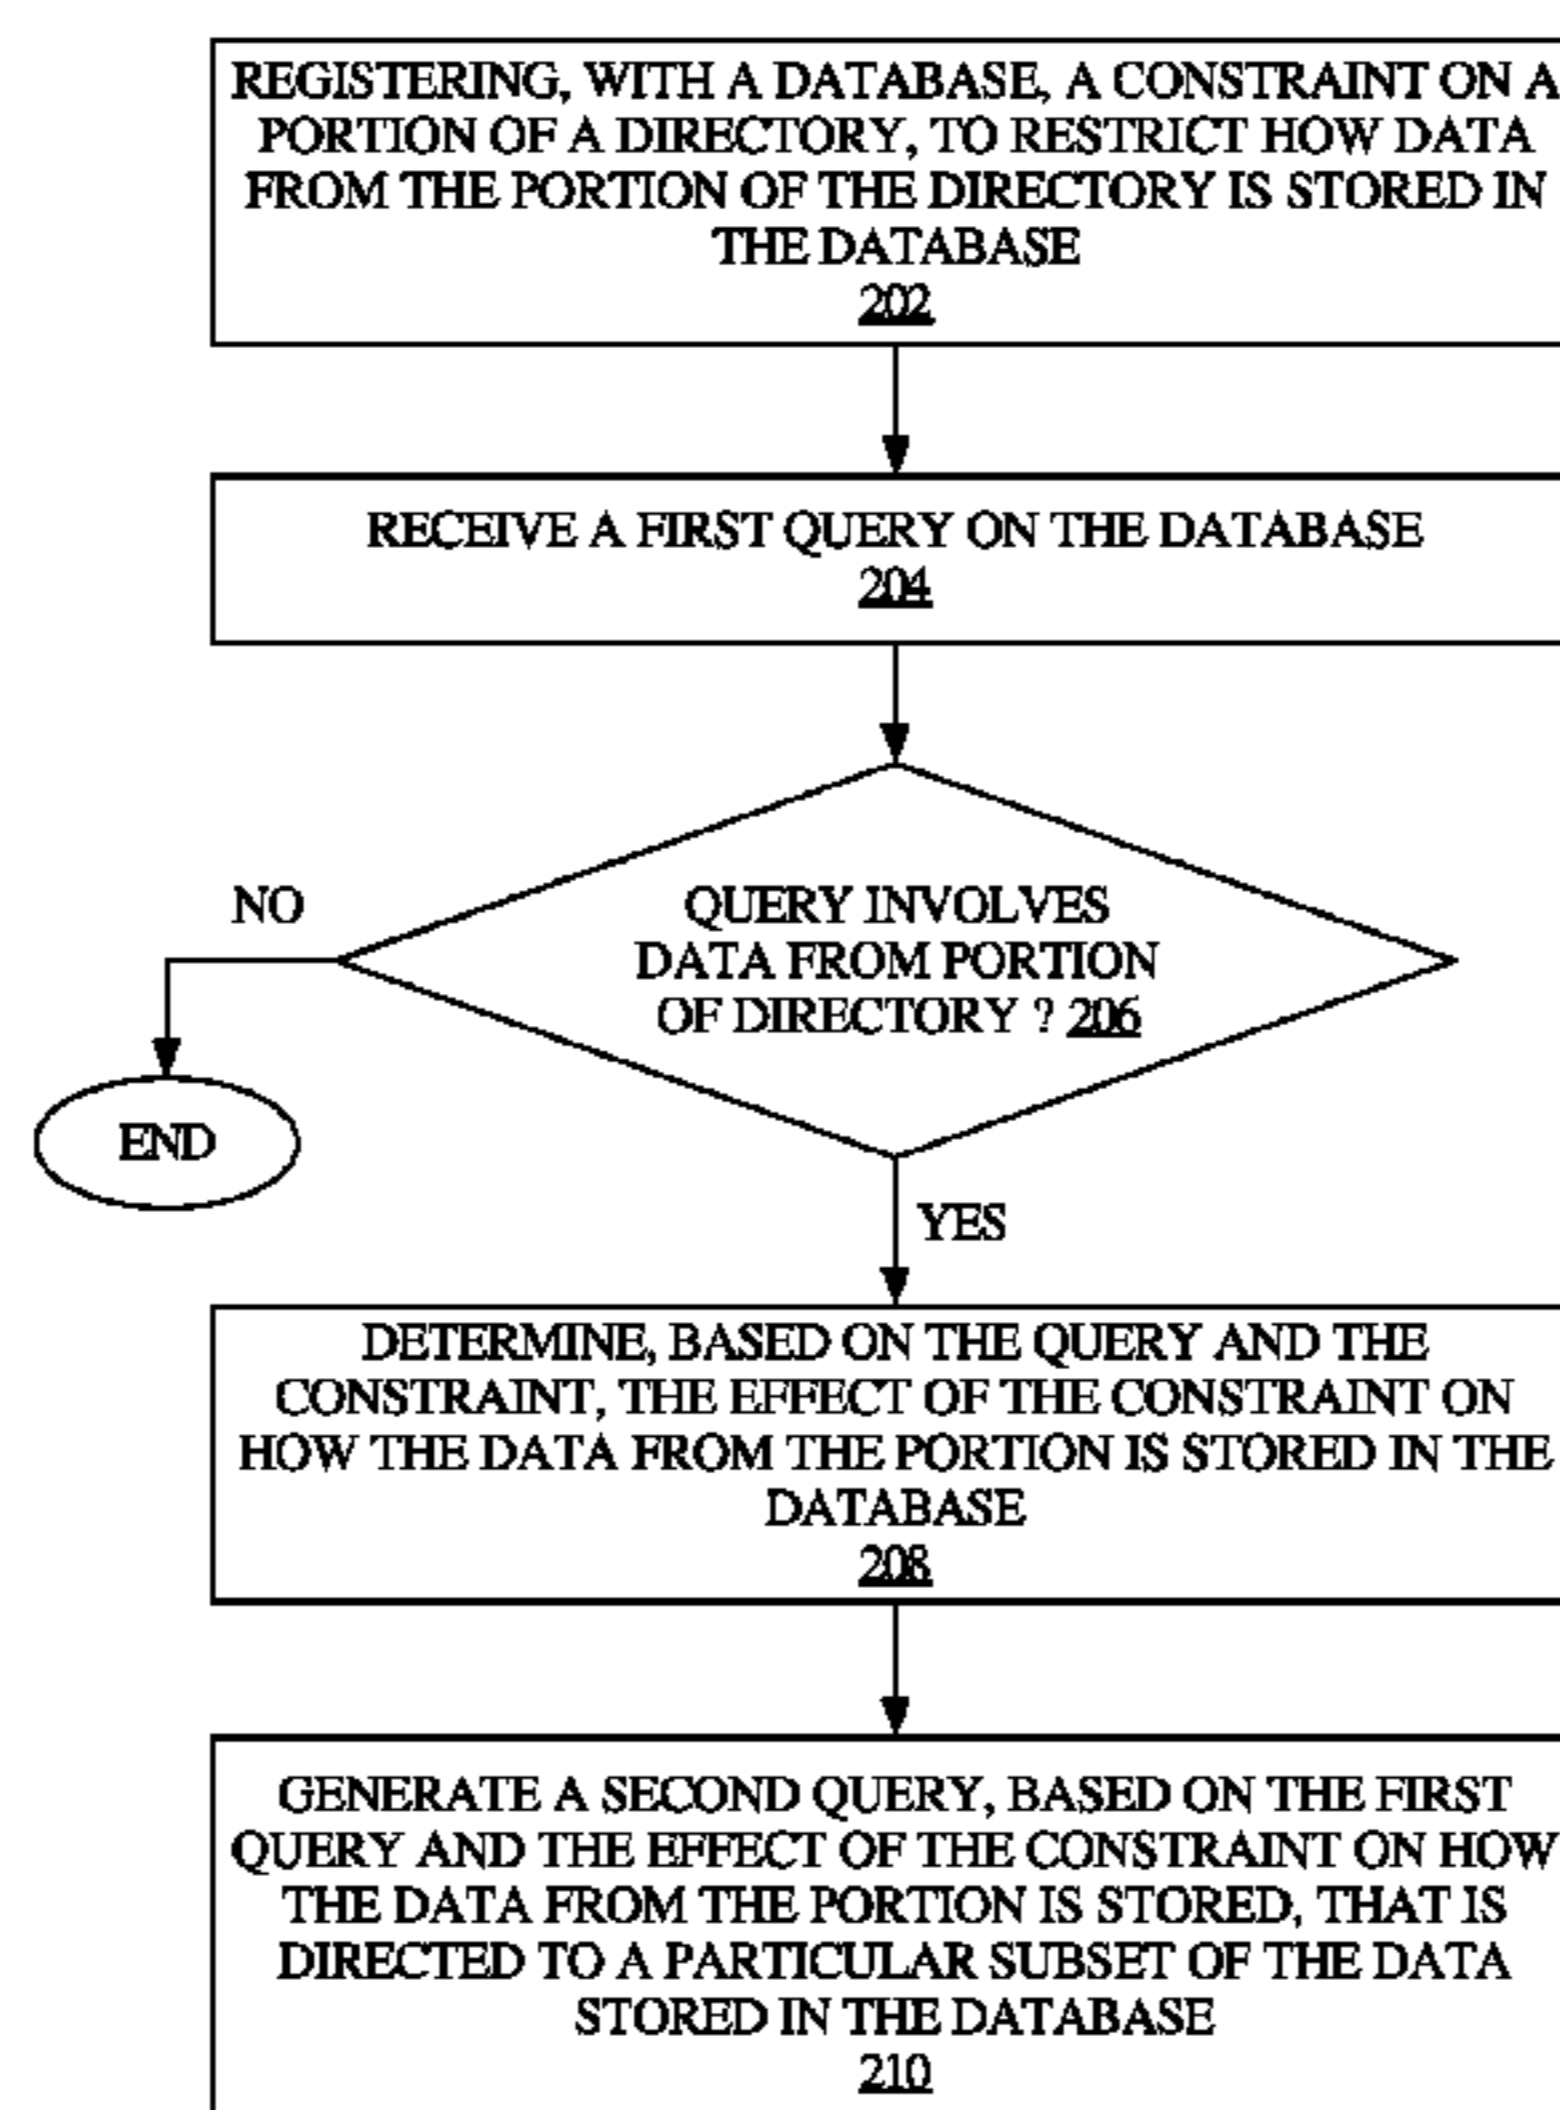 REGISTERING, WITH A DATABASE, A CONSTRAINT ON A
PORTION OF A DIRECTORY, TO RESTRICT HOW DATA
FROM THE PORTION OF THE DIRECTORY IS STORED IN
THE DATABASE
202
RECEIVE A FIRST QUERY ON THE DATABASE
204
NO
QUERY INVOLVES
DATA FROM PORTION
OF DIRECTORY ? 206
END
YES
DETERMINE, BASED ON THE QUERY AND THE
CONSTRAINT, THE EFFECT OF THE CONSTRAINT ON
HOW THE DATA FROM THE PORTION IS STORED IN THE
DATABASE
208
GENERATE A SECOND QUERY, BASED ON THE FIRST
QUERY AND THE EFFECT OF THE CONSTRAINT ON HOW
THE DATA FROM THE PORTION IS STORED, THAT IS
DIRECTED TO A PARTICULAR SUBSET OF THE DATA
STORED IN THE DATABASE
210